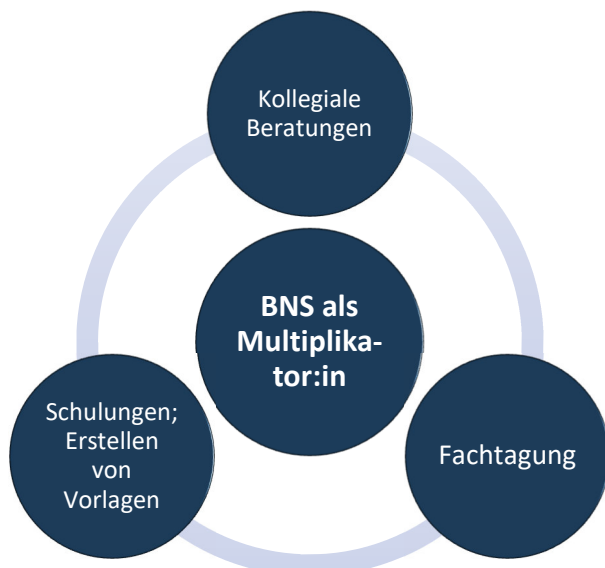 Kollegiale
Beratungen
BNS als
Multiplika-
tor:in
Schulungen;
Erstellen
von
Vorlagen
Fachtagung